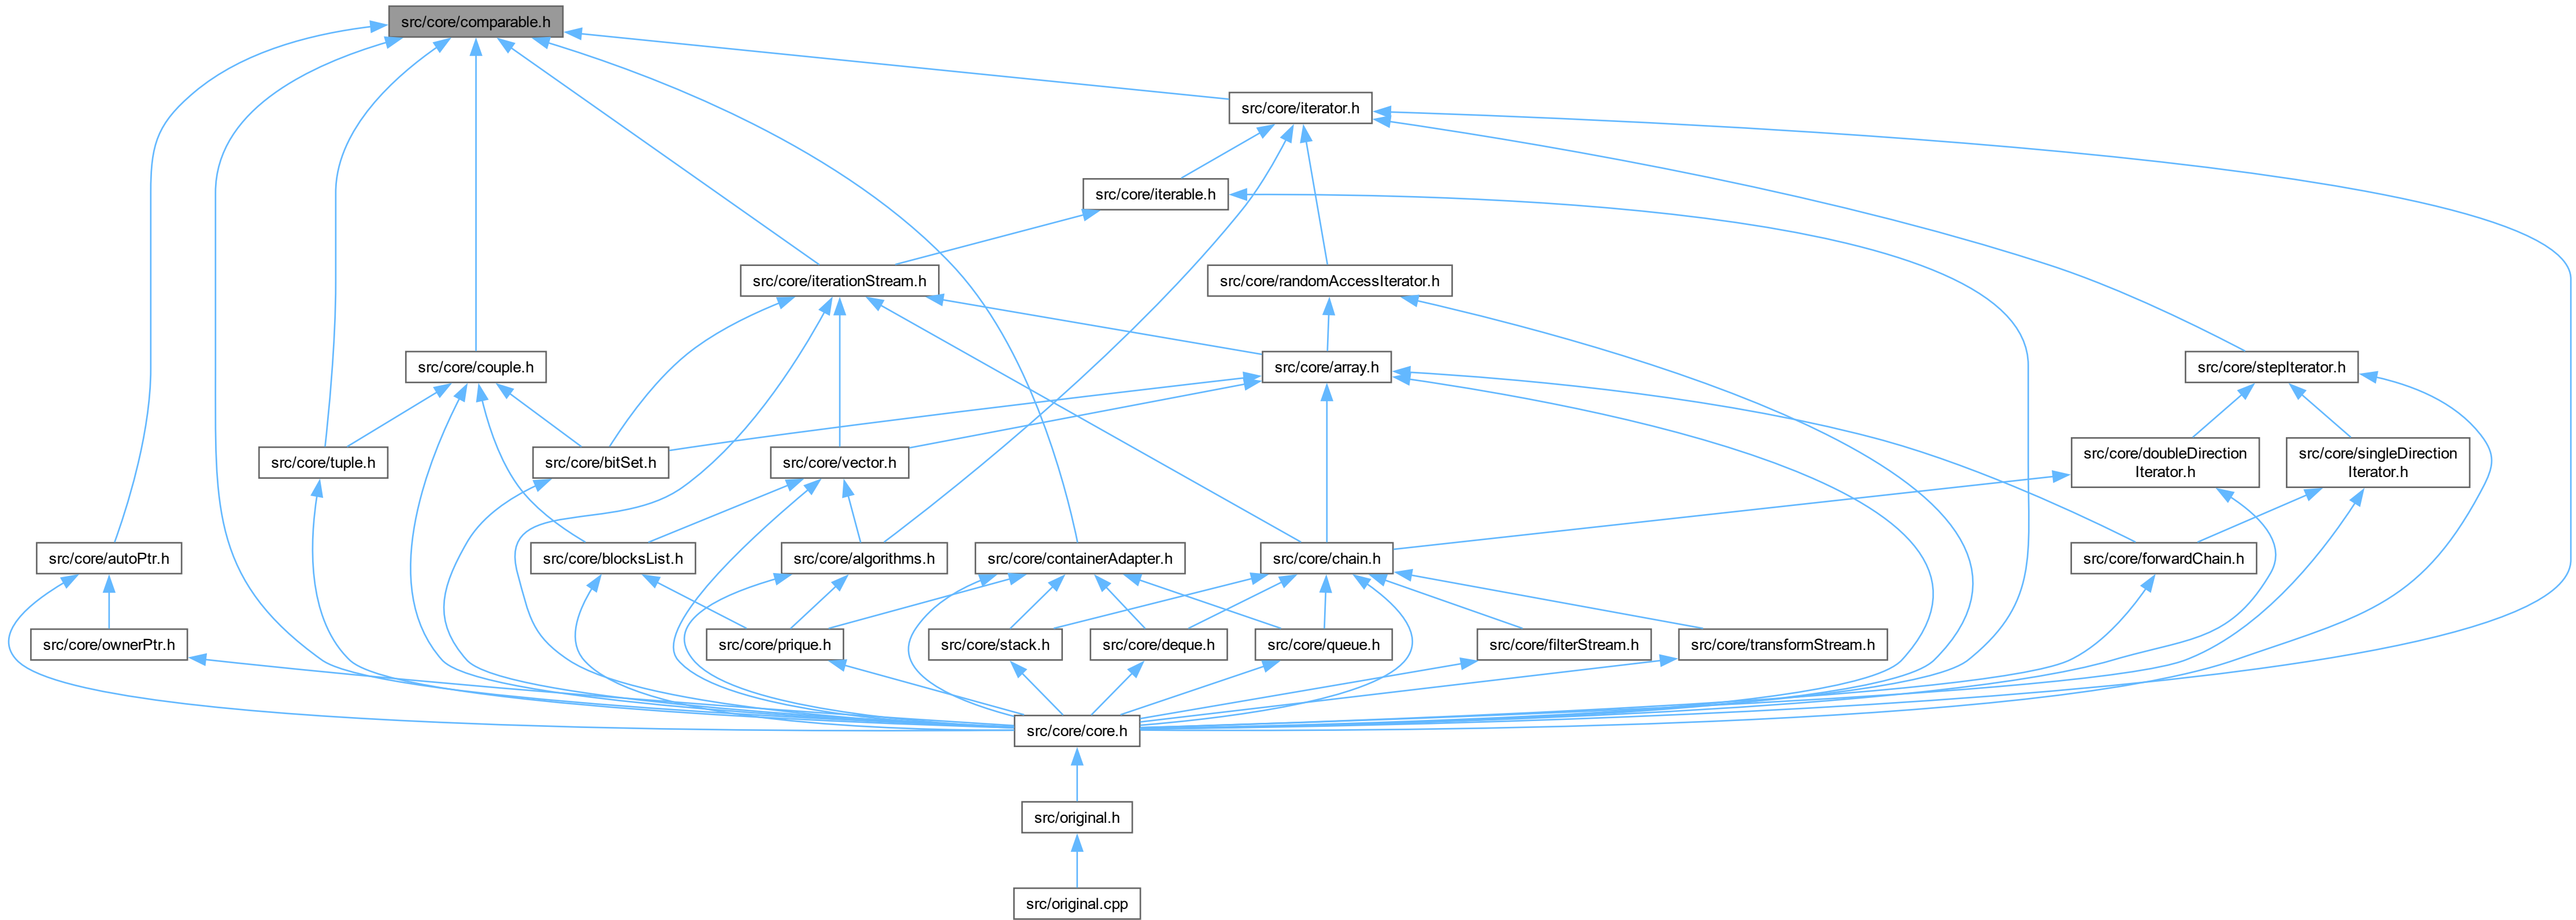 src/core/comparable.h
src/core/iterator.h
src/core/iterable.h
src/core/iterationStream.h
src/core/randomAccessIterator.h
src/core/couple.h
src/core/array.h
src/core/stepIterator.h
src/core/tuple.h
src/core/bitSet.h
src/core/vector.h
src/core/doubleDirection
Iterator.h
src/core/singleDirection
Iterator.h
src/core/autoPtr.h
src/core/blocksList.h
src/core/algorithms.h
src/core/containerAdapter.h
src/core/chain.h
src/core/forwardChain.h
src/core/ownerPtr.h
src/core/prique.h
src/core/stack.h
src/core/deque.h
src/core/queue.h
src/core/filterStream.h
src/core/transformStream.h
src/core/core.h
src/original.h
src/original.cpp